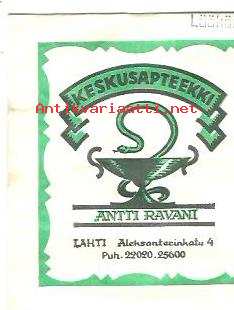 KESKUSAPTEEKKI
Antikvariaatti.net
ANTTI RAVANI
LAHTI Aleksanterinkatu 4
Puh. 22020. 25600